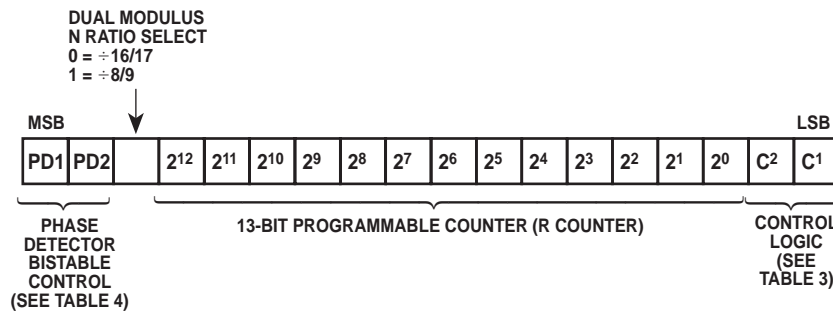 DUAL MODULUS
N RATIO SELECT
0 = ÷16/17
1 = ÷8/9
MSB LSB
PD1 PD2 2¹² 2¹¹ 2¹⁰ 2⁹ 2⁸ 2⁷ 2⁶ 2⁵ 2⁴ 2³ 2² 2¹ 2⁰ C² C¹
PHASE
DETECTOR
BISTABLE
CONTROL
(SEE TABLE 4)
13-BIT PROGRAMMABLE COUNTER (R COUNTER)
CONTROL
LOGIC
(SEE
TABLE 3)